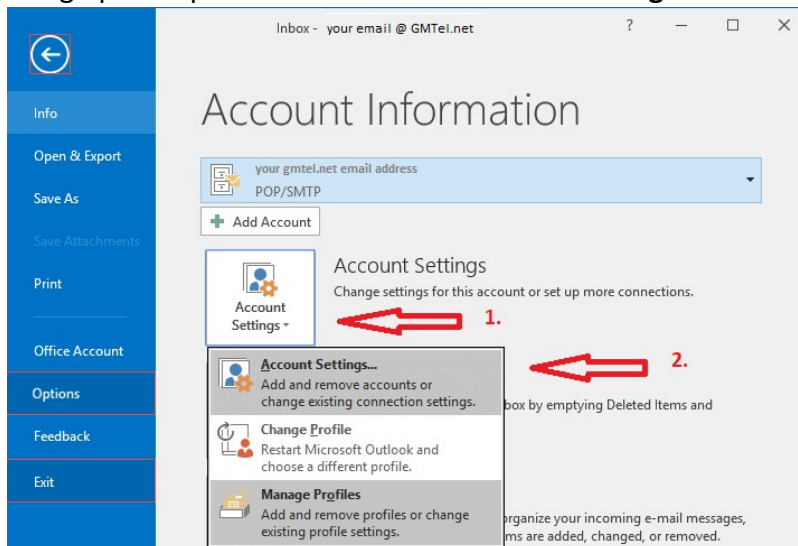 Inbox - your email @ GMTel.net ? — □ ×
Account Information
Info
Open & Export
Save As
Save Attachments
Print
Office Account
Options
Feedback
Exit
your gmtel.net email address
POP/SMTP
+ Add Account
Account
Settings
Account Settings
Change settings for this account or set up more connections.
1.
2.
Account Settings...
Add and remove accounts or
change existing connection settings.
Change Profile
Restart Microsoft Outlook and
choose a different profile.
Manage Profiles
Add and remove profiles or change
existing profile settings.
box by emptying Deleted Items and
organize your incoming e-mail messages,
ms are added, changed, or removed.